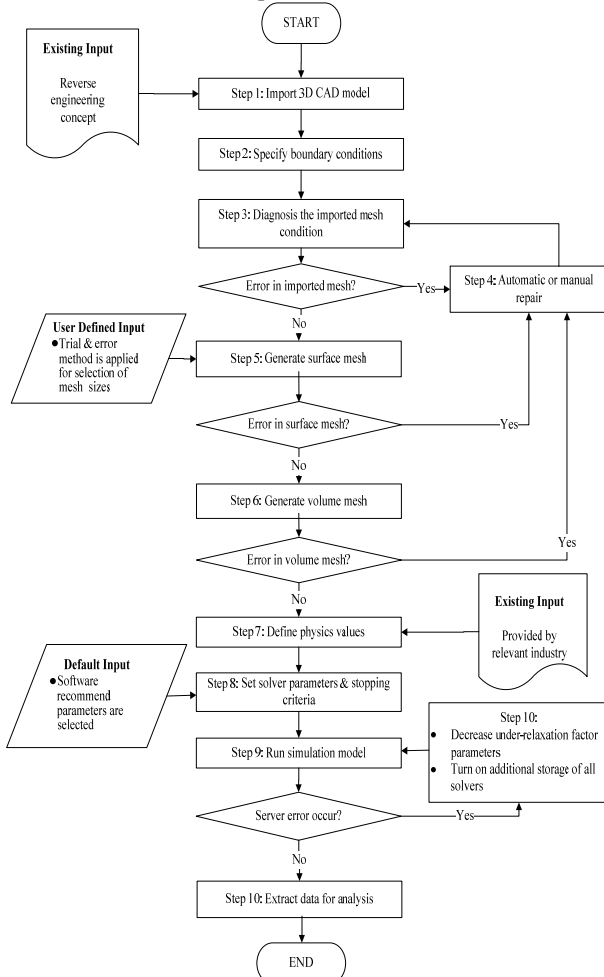 START
Existing Input
Reverse
engineering
concept
Step 1: Import 3D CAD model
Step 2: Specify boundary conditions
Step 3: Diagnosis the imported mesh
condition
Error in imported mesh?
Yes
Step 4: Automatic or manual
repair
No
User Defined Input
●Trial & error
method is applied
for selection of
mesh sizes
Step 5: Generate surface mesh
Error in surface mesh?
Yes
No
Step 6: Generate volume mesh
Error in volume mesh?
Yes
No
Existing Input
Provided by
relevant industry
Step 7: Define physics values
Default Input
●Software
recommend
parameters are
selected
Step 8: Set solver parameters & stopping
criteria
Step 9: Run simulation model
Step 10:
● Decrease under-relaxation factor
parameters
● Turn on additional storage of all
solvers
Server error occur?
Yes
No
Step 10: Extract data for analysis
END